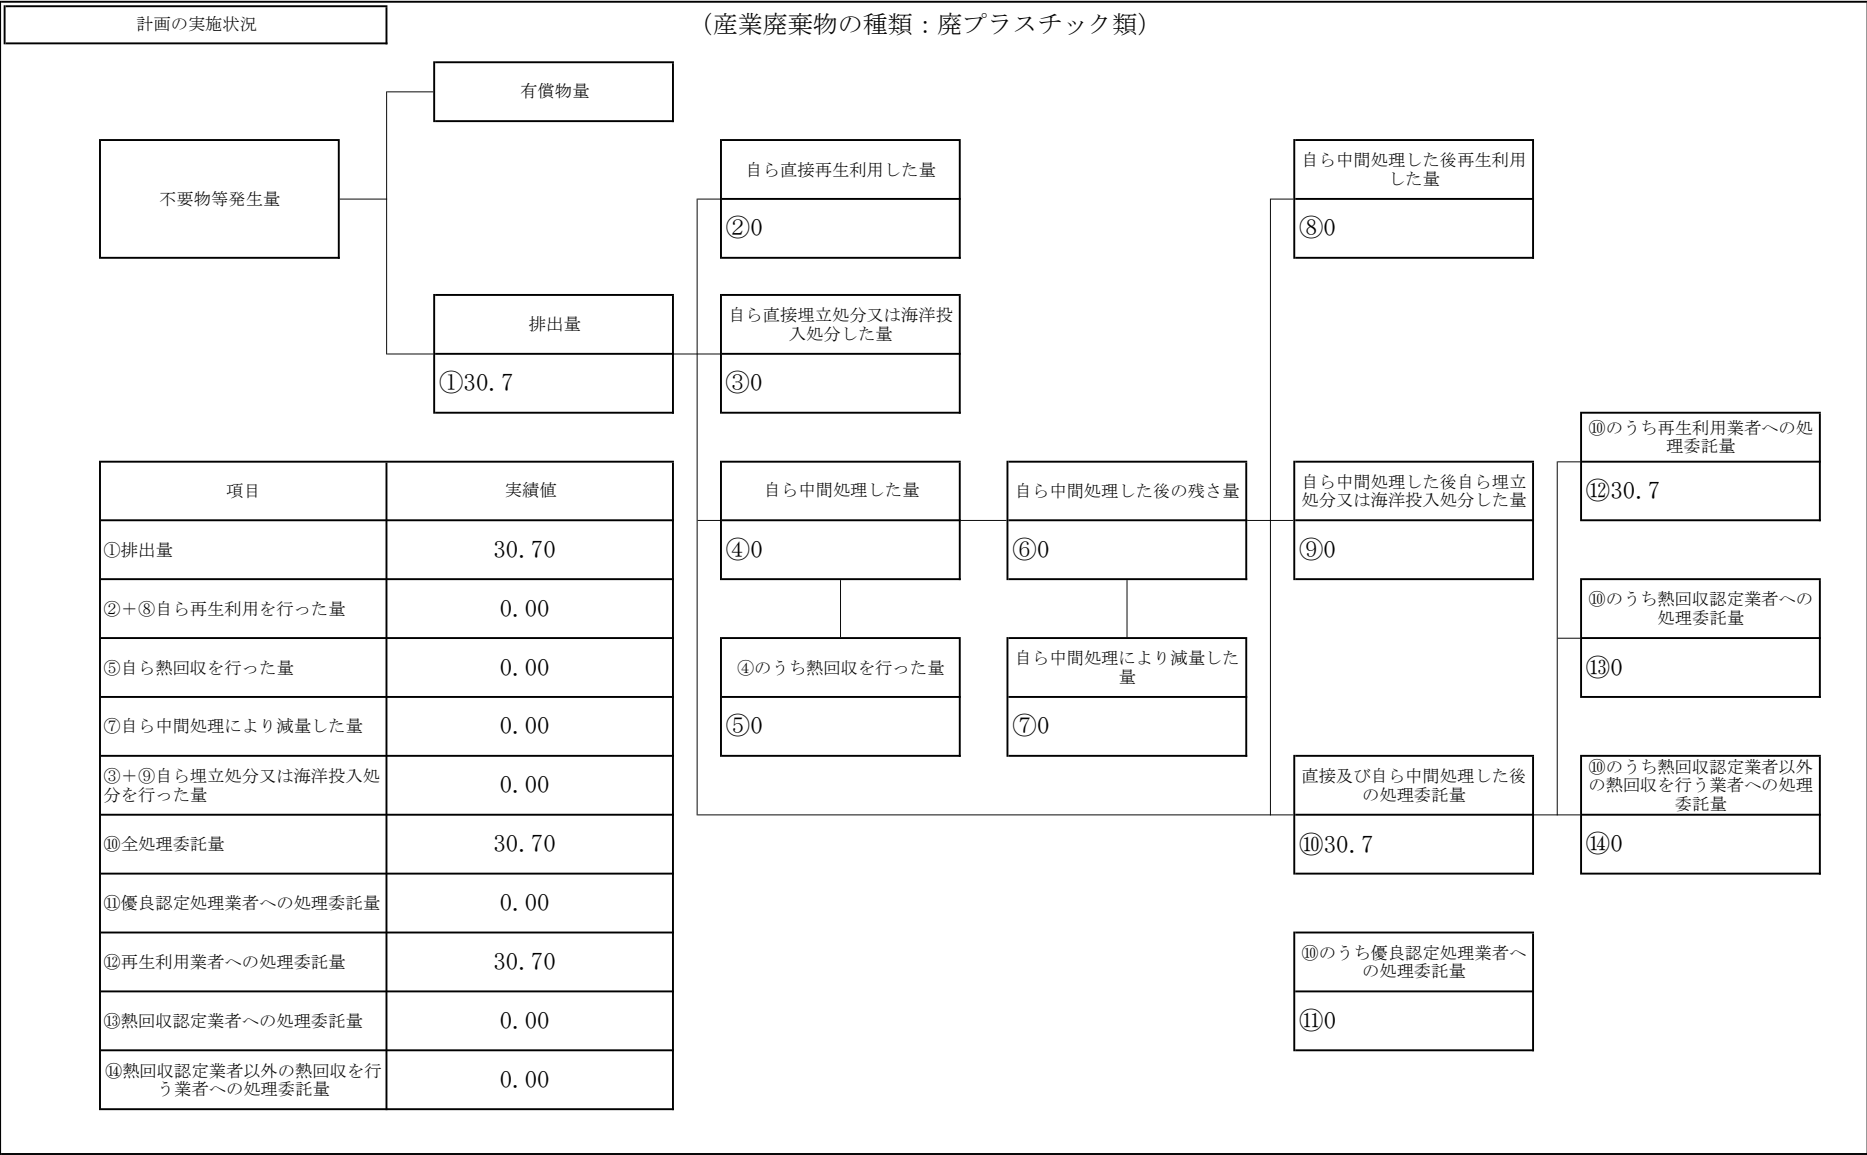 計画の実施状況
（産業廃棄物の種類：廃プラスチック類）
有償物量
不要物等発生量
自ら直接再生利用した量
②0
自ら中間処理した後再生利用
した量
⑧0
排出量
①30.7
自ら直接埋立処分又は海洋投
入処分した量
③0
⑩のうち再生利用業者への処
理委託量
⑫30.7
自ら中間処理した量
④0
自ら中間処理した後の残さ量
⑥0
自ら中間処理した後自ら埋立
処分又は海洋投入処分した量
⑨0
⑩のうち熱回収認定業者への
処理委託量
⑬0
④のうち熱回収を行った量
⑤0
自ら中間処理により減量した
量
⑦0
直接及び自ら中間処理した後
の処理委託量
⑩30.7
⑩のうち熱回収認定業者以外
の熱回収を行う業者への処理
委託量
⑭0
⑩のうち優良認定処理業者へ
の処理委託量
⑪0
項目 実績値
①排出量 30.70
②＋⑧自ら再生利用を行った量 0.00
⑤自ら熱回収を行った量 0.00
⑦自ら中間処理により減量した量 0.00
③＋⑨自ら埋立処分又は海洋投入処
分を行った量 0.00
⑩全処理委託量 30.70
⑪優良認定処理業者への処理委託量 0.00
⑫再生利用業者への処理委託量 30.70
⑬熱回収認定業者への処理委託量 0.00
⑭熱回収認定業者以外の熱回収を行
う業者への処理委託量 0.00